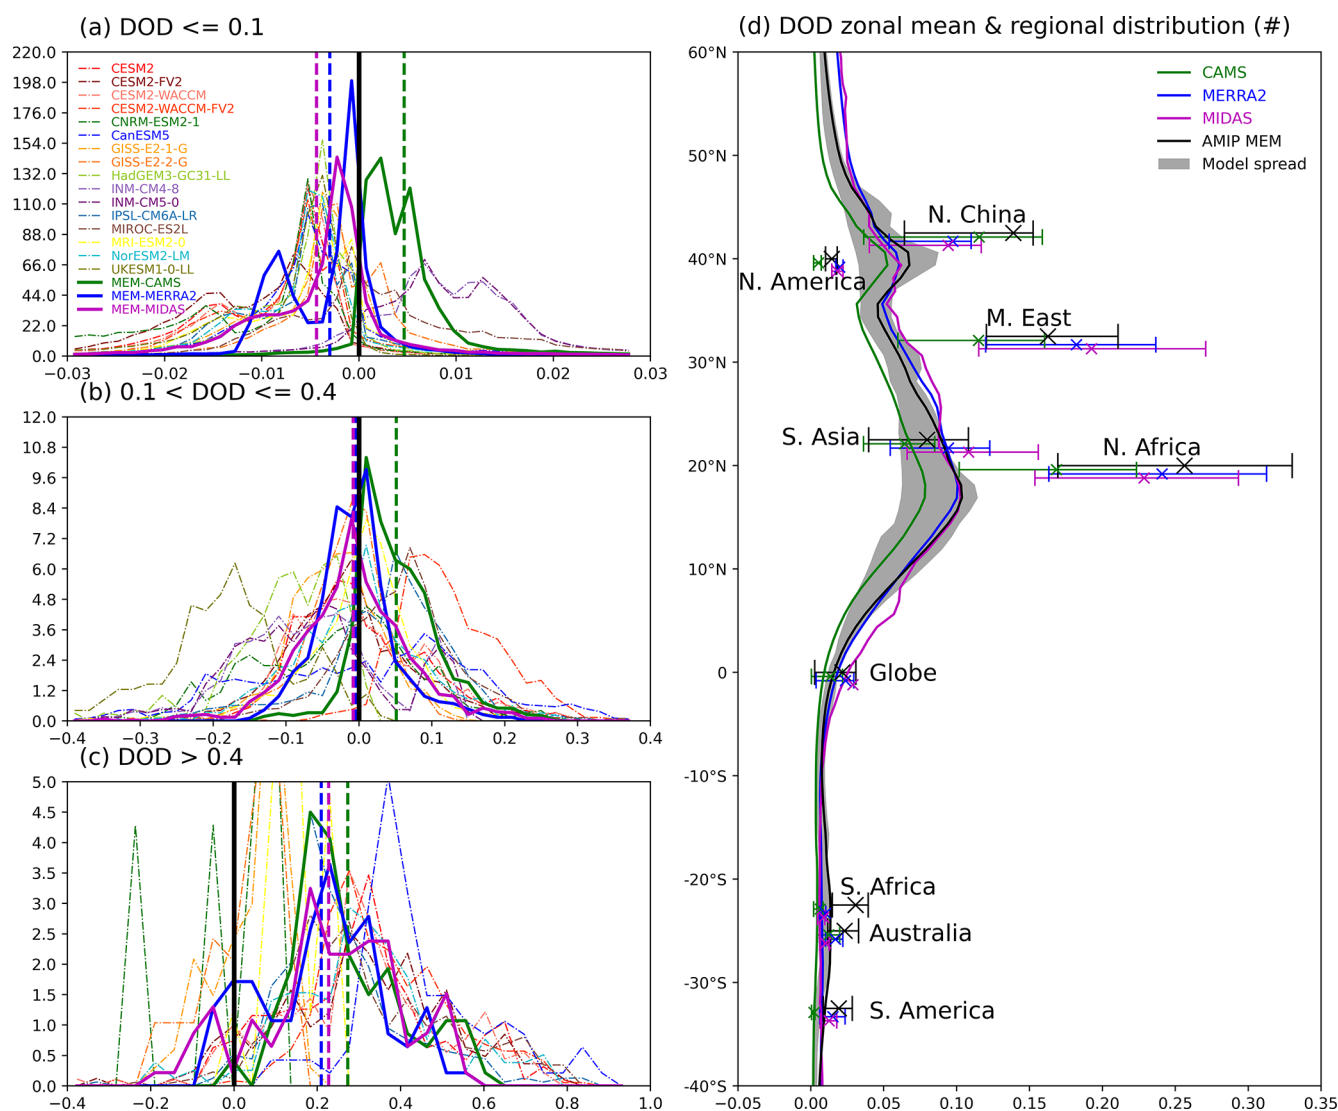 (a) DOD <= 0.1
220.0
198.0
176.0
154.0
132.0
110.0
88.0
66.0
44.0
22.0
0.0
CESM2
CESM2-FV2
CESM2-WACCM
CESM2-WACCM-FV2
CNRM-ESM2-1
CanESM5
GISS-E2-1-G
GISS-E2-2-G
HadGEM3-GC31-LL
INM-CM4-8
INM-CM5-0
IPSL-CM6A-LR
MIROC-ES2L
MRI-ESM2-0
NorESM2-LM
UKESM1-0-LL
MEM-CAMS
MEM-MERRA2
MEM-MIDAS
−0.03 −0.02 −0.01 0.00 0.01 0.02 0.03
(b) 0.1 < DOD <= 0.4
12.0
10.8
9.6
8.4
7.2
6.0
4.8
3.6
2.4
1.2
0.0
−0.4 −0.3 −0.2 −0.1 0.0 0.1 0.2 0.3 0.4
(c) DOD > 0.4
5.0
4.5
4.0
3.5
3.0
2.5
2.0
1.5
1.0
0.5
0.0
−0.4 −0.2 0.0 0.2 0.4 0.6 0.8 1.0
(d) DOD zonal mean & regional distribution (#)
60°N
50°N
40°N
30°N
20°N
10°N
0
-10°S
-20°S
-30°S
-40°S
CAMS
MERRA2
MIDAS
AMIP MEM
Model spread
N. China
N. America
M. East
S. Asia
N. Africa
Globe
S. Africa
Australia
S. America
−0.05 0.00 0.05 0.10 0.15 0.20 0.25 0.30 0.35